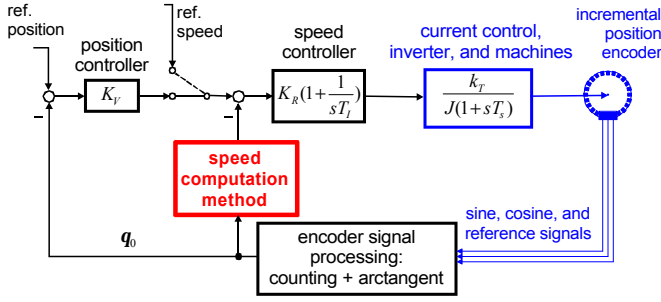 ref.
position
position
controller
ref.
speed
speed
controller
current control,
inverter, and machines
incremental
position
encoder
K_V
K_R(1+ 1/sT_I)
k_T
J(1+sT_s)
speed
computation
method
sine, cosine, and
reference signals
q_0
encoder signal
processing:
counting + arctangent